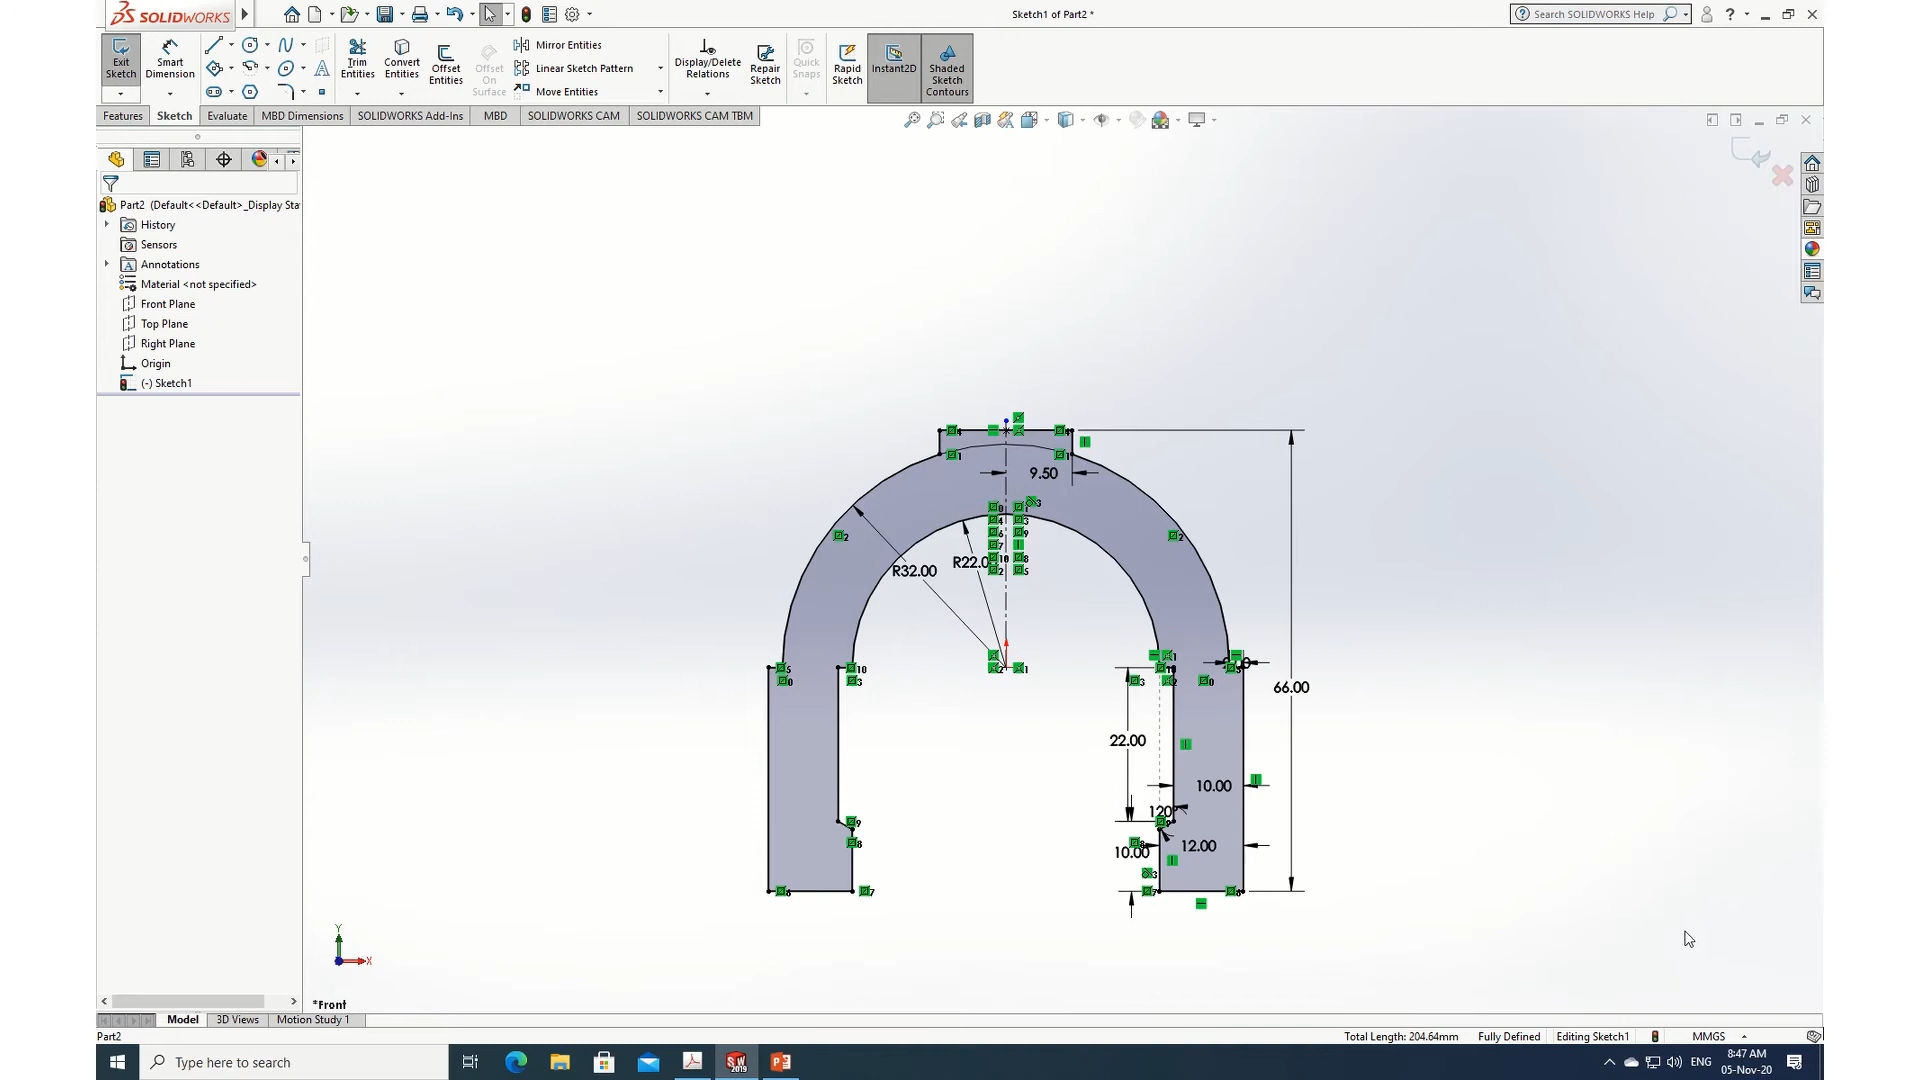 SOLIDWORKS
Sketch1 of Part2 *
Search SOLIDWORKS Help
Exit Sketch
Smart Dimension
Trim Entities
Convert Entities
Offset Entities
Offset On Surface
Mirror Entities
Linear Sketch Pattern
Move Entities
Display/Delete Relations
Repair Sketch
Quick Snaps
Rapid Sketch
Instant2D
Shaded Sketch Contours
Features
Sketch
Evaluate
MBD Dimensions
SOLIDWORKS Add-Ins
MBD
SOLIDWORKS CAM
SOLIDWORKS CAM TBM
Part2 (Default<<Default>_Display Sta
History
Sensors
Annotations
Material <not specified>
Front Plane
Top Plane
Right Plane
Origin
(-) Sketch1
9.50
R32.00
R22.0
66.00
22.00
10.00
120°
12.00
10.00
Y
X
*Front
Model
3D Views
Motion Study 1
Part2
Total Length: 204.64mm
Fully Defined
Editing Sketch1
MMGS
Type here to search
SW 2019
ENG
8:47 AM
05-Nov-20